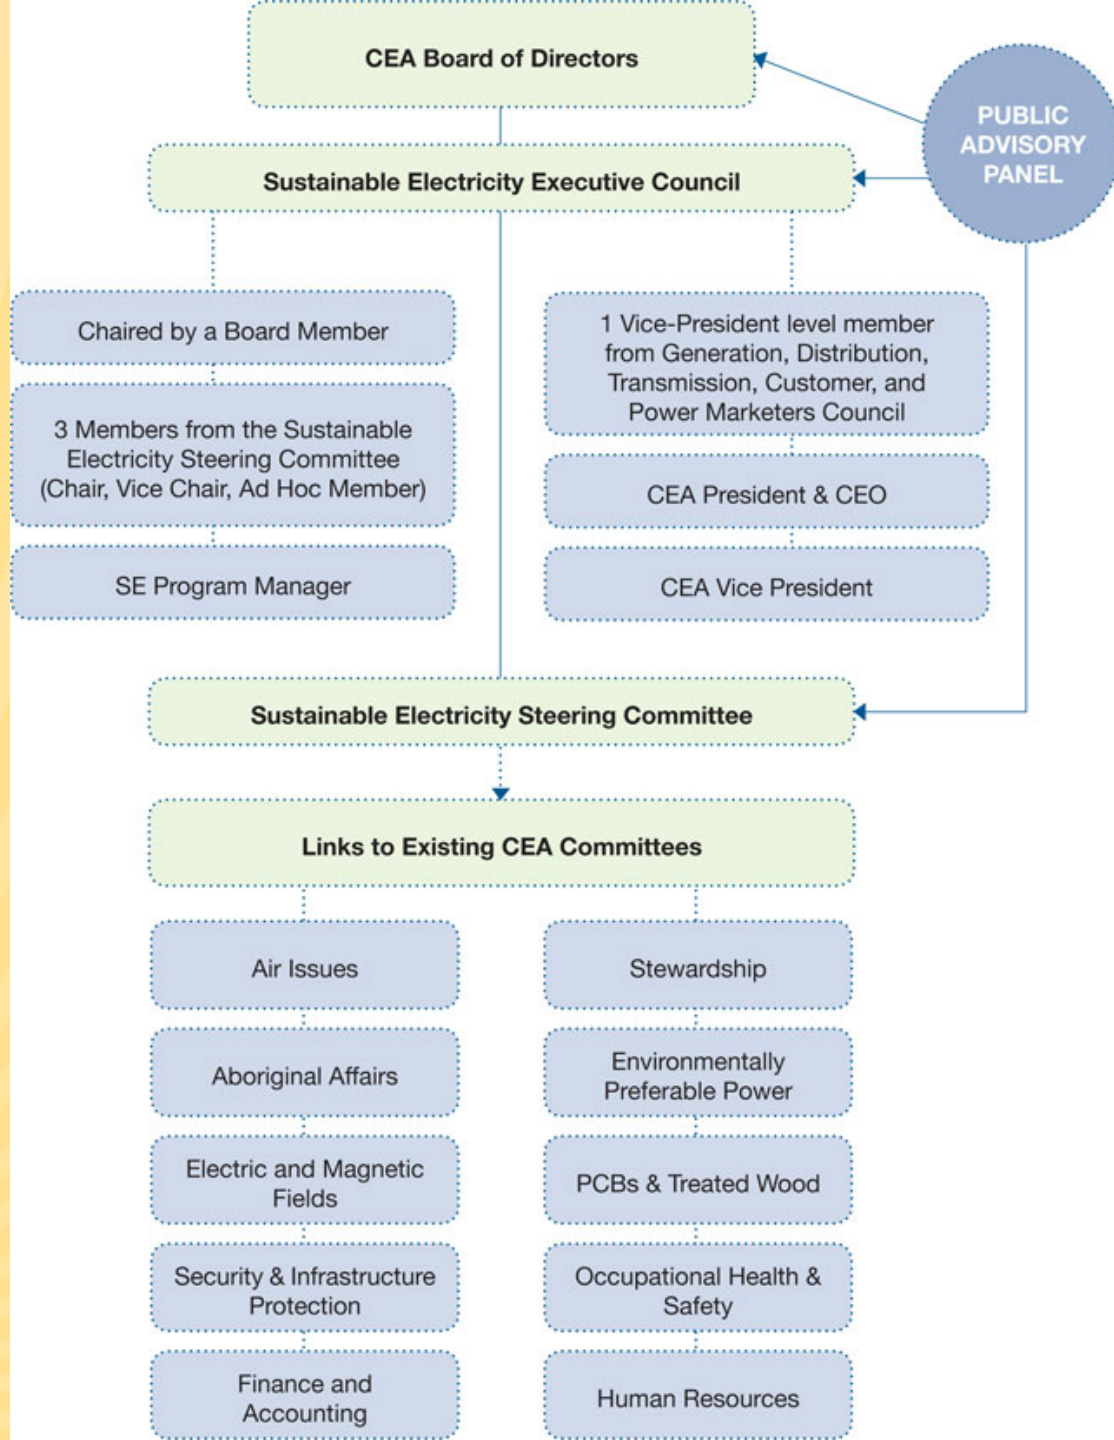 CEA Board of Directors
PUBLIC
ADVISORY
PANEL
Sustainable Electricity Executive Council
Chaired by a Board Member
3 Members from the Sustainable
Electricity Steering Committee
(Chair, Vice Chair, Ad Hoc Member)
SE Program Manager
1 Vice-President level member
from Generation, Distribution,
Transmission, Customer, and
Power Marketers Council
CEA President & CEO
CEA Vice President
Sustainable Electricity Steering Committee
Links to Existing CEA Committees
Air Issues
Aboriginal Affairs
Electric and Magnetic
Fields
Security & Infrastructure
Protection
Finance and
Accounting
Stewardship
Environmentally
Preferable Power
PCBs & Treated Wood
Occupational Health &
Safety
Human Resources